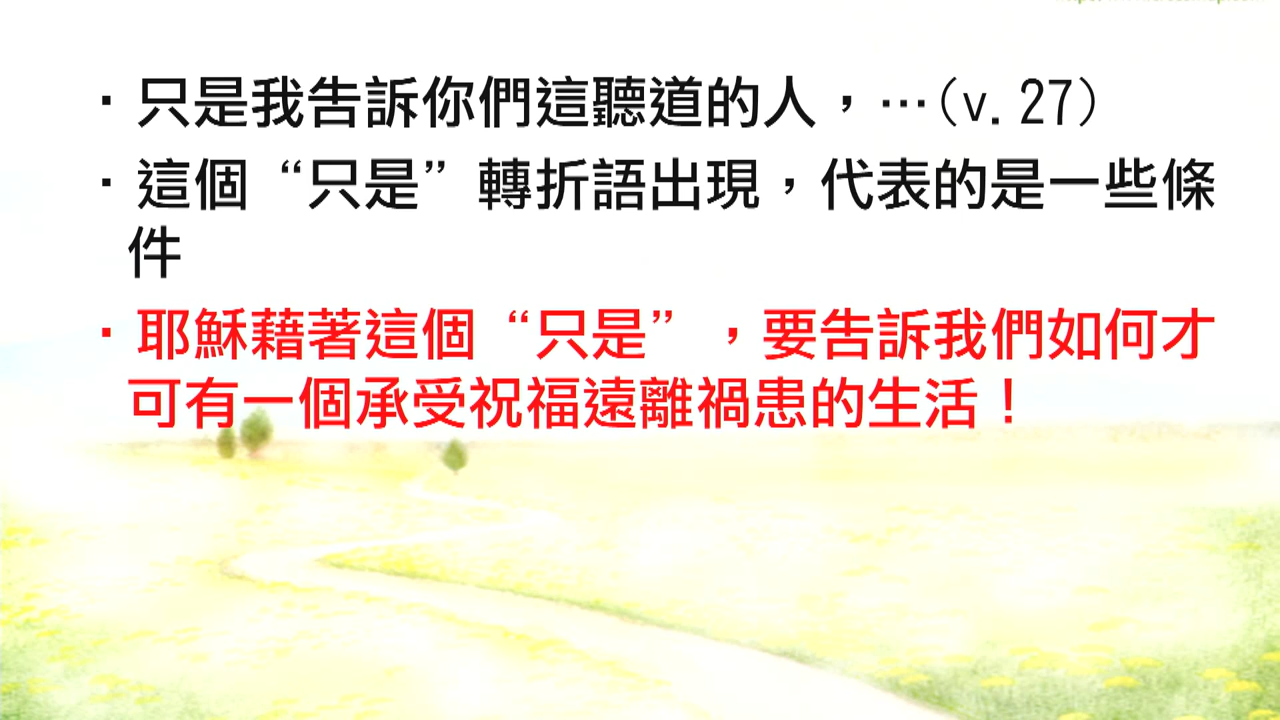 · 只是我告訴你們這聽道的人，…(v.27)
· 這個“只是”轉折語出現，代表的是一些條
件
· 耶穌藉著這個“只是”，要告訴我們如何才
可有一個承受祝福遠離禍患的生活！